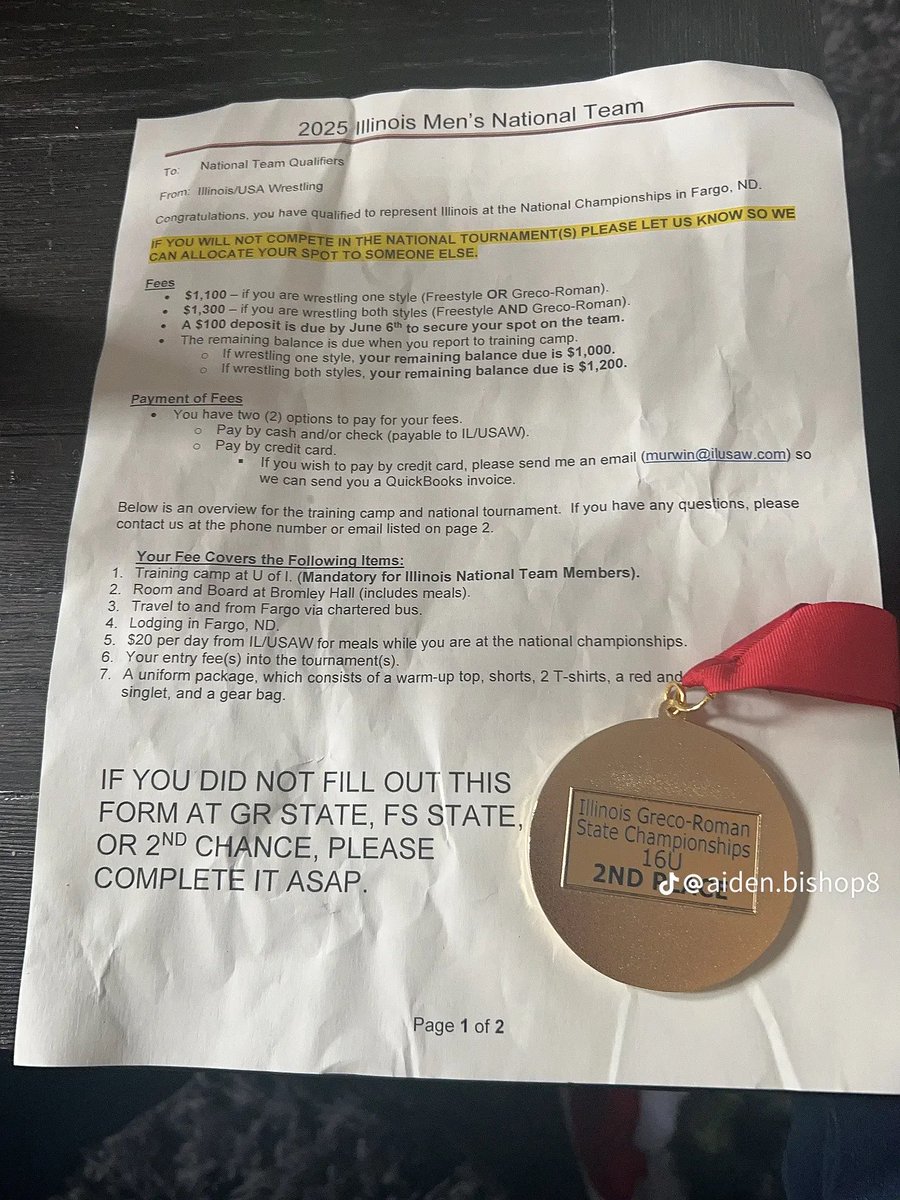 2025 Illinois Men's National Team
To: National Team Qualifiers
From: Illinois/USA Wrestling
Congratulations, you have qualified to represent Illinois at the National Championships in Fargo, ND.
IF YOU WILL NOT COMPETE IN THE NATIONAL TOURNAMENT(S) PLEASE LET US KNOW SO WE
CAN ALLOCATE YOUR SPOT TO SOMEONE ELSE.
Fees
• $1,100 – if you are wrestling one style (Freestyle OR Greco-Roman).
• $1,300 – if you are wrestling both styles (Freestyle AND Greco-Roman).
• A $100 deposit is due by June 6th to secure your spot on the team.
• The remaining balance is due when you report to training camp.
o If wrestling one style, your remaining balance due is $1,000.
o If wrestling both styles, your remaining balance due is $1,200.
Payment of Fees
• You have two (2) options to pay for your fees.
o Pay by cash and/or check (payable to IL/USAW).
o Pay by credit card.
▪ If you wish to pay by credit card, please send me an email (murwin@ilusaw.com) so
we can send you a QuickBooks invoice.
Below is an overview for the training camp and national tournament. If you have any questions, please
contact us at the phone number or email listed on page 2.
Your Fee Covers the Following Items:
1. Training camp at U of I. (Mandatory for Illinois National Team Members).
2. Room and Board at Bromley Hall (includes meals).
3. Travel to and from Fargo via chartered bus.
4. Lodging in Fargo, ND.
5. $20 per day from IL/USAW for meals while you are at the national championships.
6. Your entry fee(s) into the tournament(s).
7. A uniform package, which consists of a warm-up top, shorts, 2 T-shirts, a red and
singlet, and a gear bag.
IF YOU DID NOT FILL OUT THIS
FORM AT GR STATE, FS STATE,
OR 2ND CHANCE, PLEASE
COMPLETE IT ASAP.
Illinois Greco-Roman
State Championships
16U
2ND PLACE
@aiden.bishop8
Page 1 of 2